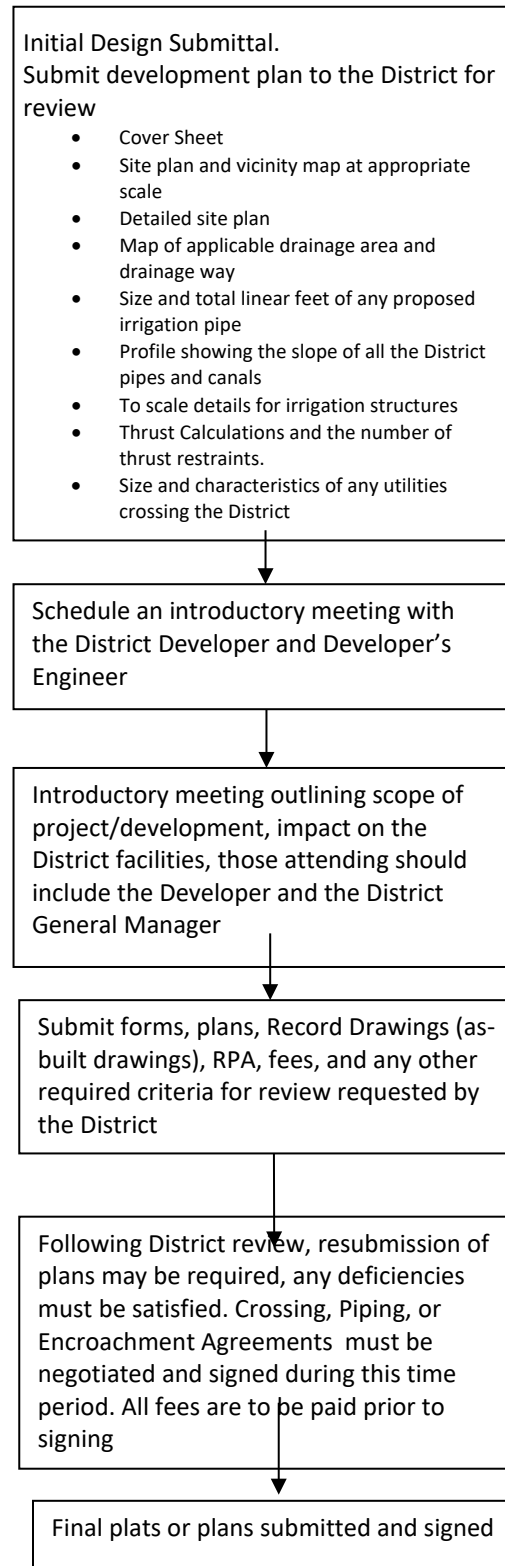 Initial Design Submittal.
Submit development plan to the District for
review
• Cover Sheet
• Site plan and vicinity map at appropriate
scale
• Detailed site plan
• Map of applicable drainage area and
drainage way
• Size and total linear feet of any proposed
irrigation pipe
• Profile showing the slope of all the District
pipes and canals
• To scale details for irrigation structures
• Thrust Calculations and the number of
thrust restraints.
• Size and characteristics of any utilities
crossing the District
Schedule an introductory meeting with
the District Developer and Developer’s
Engineer
Introductory meeting outlining scope of
project/development, impact on the
District facilities, those attending should
include the Developer and the District
General Manager
Submit forms, plans, Record Drawings (as-
built drawings), RPA, fees, and any other
required criteria for review requested by
the District
Following District review, resubmission of
plans may be required, any deficiencies
must be satisfied. Crossing, Piping, or
Encroachment Agreements must be
negotiated and signed during this time
period. All fees are to be paid prior to
signing
Final plats or plans submitted and signed